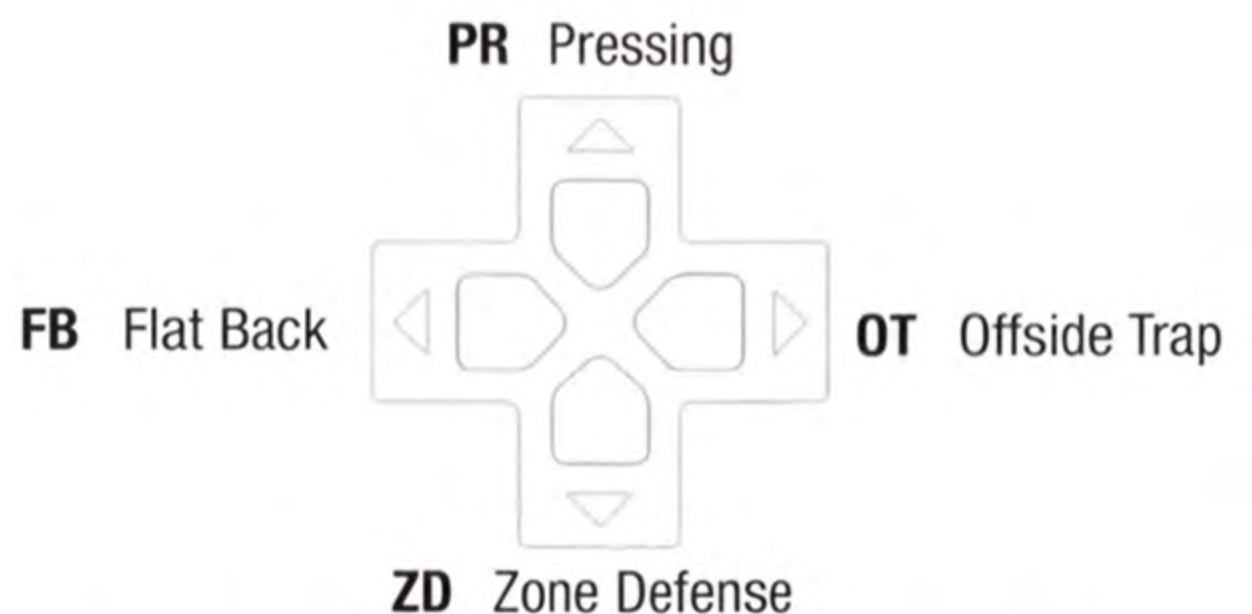 PR Pressing
FB Flat Back
OT Offside Trap
ZD Zone Defense